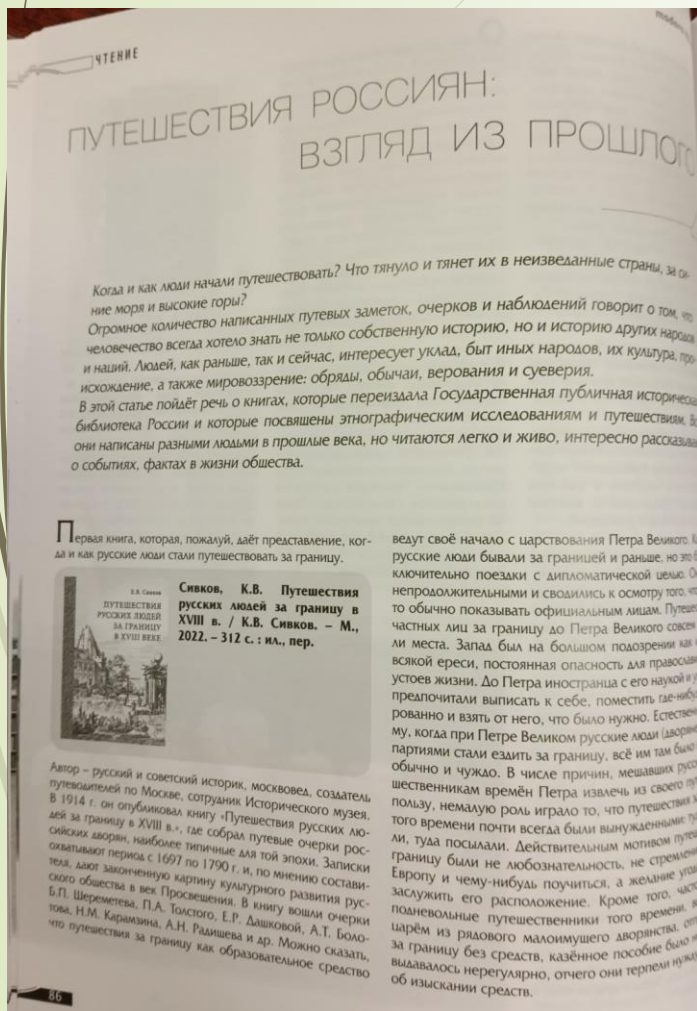 ЧТЕНИЕ
ПУТЕШЕСТВИЯ РОССИЯН:
ВЗГЛЯД ИЗ ПРОШЛОГО
Когда и как люди начали путешествовать? Что тянуло и тянет их в неизведанные страны, за си-
ние моря и высокие горы?
Огромное количество написанных путевых заметок, очерков и наблюдений говорит о том, что
человечество всегда хотело знать не только собственную историю, но и историю других народов
и наций. Людей, как раньше, так и сейчас, интересует уклад, быт иных народов, их культура, про-
исхождение, а также мировоззрение: обряды, обычаи, верования и суеверия.
В этой статье пойдёт речь о книгах, которые переиздала Государственная публичная историческая
библиотека России и которые посвящены этнографическим исследованиям и путешествиям. Все
они написаны разными людьми в прошлые века, но читаются легко и живо, интересно рассказывая
о событиях, фактах в жизни общества.
Первая книга, которая, пожалуй, даёт представление, ког-
да и как русские люди стали путешествовать за границу.
К.В. Сивков
ПУТЕШЕСТВИЯ
РУССКИХ ЛЮДЕЙ
ЗА ГРАНИЦУ
В XVIII ВЕКЕ
Сивков, К.В. Путешествия
русских людей за границу в
XVIII в. / К.В. Сивков. – М.,
2022. – 312 с. : ил., пер.
Автор – русский и советский историк, москвовед, создатель
путеводителей по Москве, сотрудник Исторического музея.
В 1914 г. он опубликовал книгу «Путешествия русских лю-
дей за границу в XVIII в.», где собрал путевые очерки рос-
сийских дворян, наиболее типичные для той эпохи. Записки
охватывают период с 1697 по 1790 г. и, по мнению состави-
теля, дают законченную картину культурного развития рус-
ского общества в век Просвещения. В книгу вошли очерки
Б.П. Шереметева, П.А. Толстого, Е.Р. Дашковой, А.Т. Боло-
това, Н.М. Карамзина, А.Н. Радищева и др. Можно сказать,
что путешествия за границу как образовательное средство
ведут своё начало с царствования Петра Великого.
русские люди бывали за границей и раньше, но это
ключительно поездки с дипломатической целью.
непродолжительными и сводились к осмотру того, что
то обычно показывать официальным лицам.
частных лиц за границу до Петра Великого совсем
ли места. Запад был на большом подозрении как
всякой ереси, постоянная опасность для
устоев жизни. До Петра иностранца с его наукой и
предпочитали выписать к себе, поместить
рованно и взять от него, что было нужно.
му, когда при Петре Великом русские люди
партиями стали ездить за границу, всё им там было
обычно и чуждо. В числе причин, мешавших
шественникам времён Петра извлечь из своего
пользу, немалую роль играло то, что путешествия
того времени почти всегда были вынужденными:
ли, туда посылали. Действительным мотивом
границу были не любознательность, не
Европу и чему-нибудь поучиться, а желание
заслужить его расположение. Кроме того,
подневольные путешественники того времени,
царём из рядового малоимущего дворянства,
за границу без средств, казённое пособие было
выдавалось нерегулярно, отчего они терпели нужду
об изыскании средств.
86